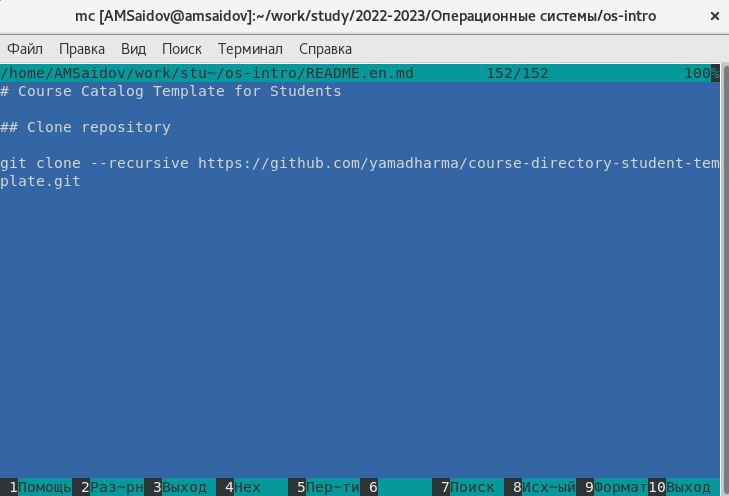 mc [AMSaidov@amsaidov]:~/work/study/2022-2023/Операционные системы/os-intro ×
Файл Правка Вид Поиск Терминал Справка
/home/AMSaidov/work/stu~/os-intro/README.en.md 152/152 100%
# Course Catalog Template for Students
## Clone repository
git clone --recursive https://github.com/yamadharma/course-directory-student-tem
plate.git
1Помощь 2Раз~рн 3Выход 4Hex 5Пер~ти 6 7Поиск 8Исх~ый 9Формат 10Выход